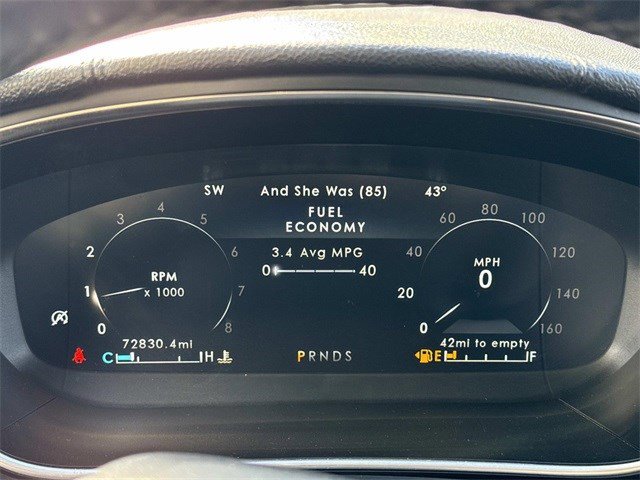 SW And She Was (85) 43°
FUEL
ECONOMY
3.4 Avg MPG
0 40
0 1 2 3 4 5 6 7 8
RPM
x 1000
0 20 40 60 80 100 120 140 160
MPH
0
72830.4mi
C H
PRNDS
42mi to empty
E F